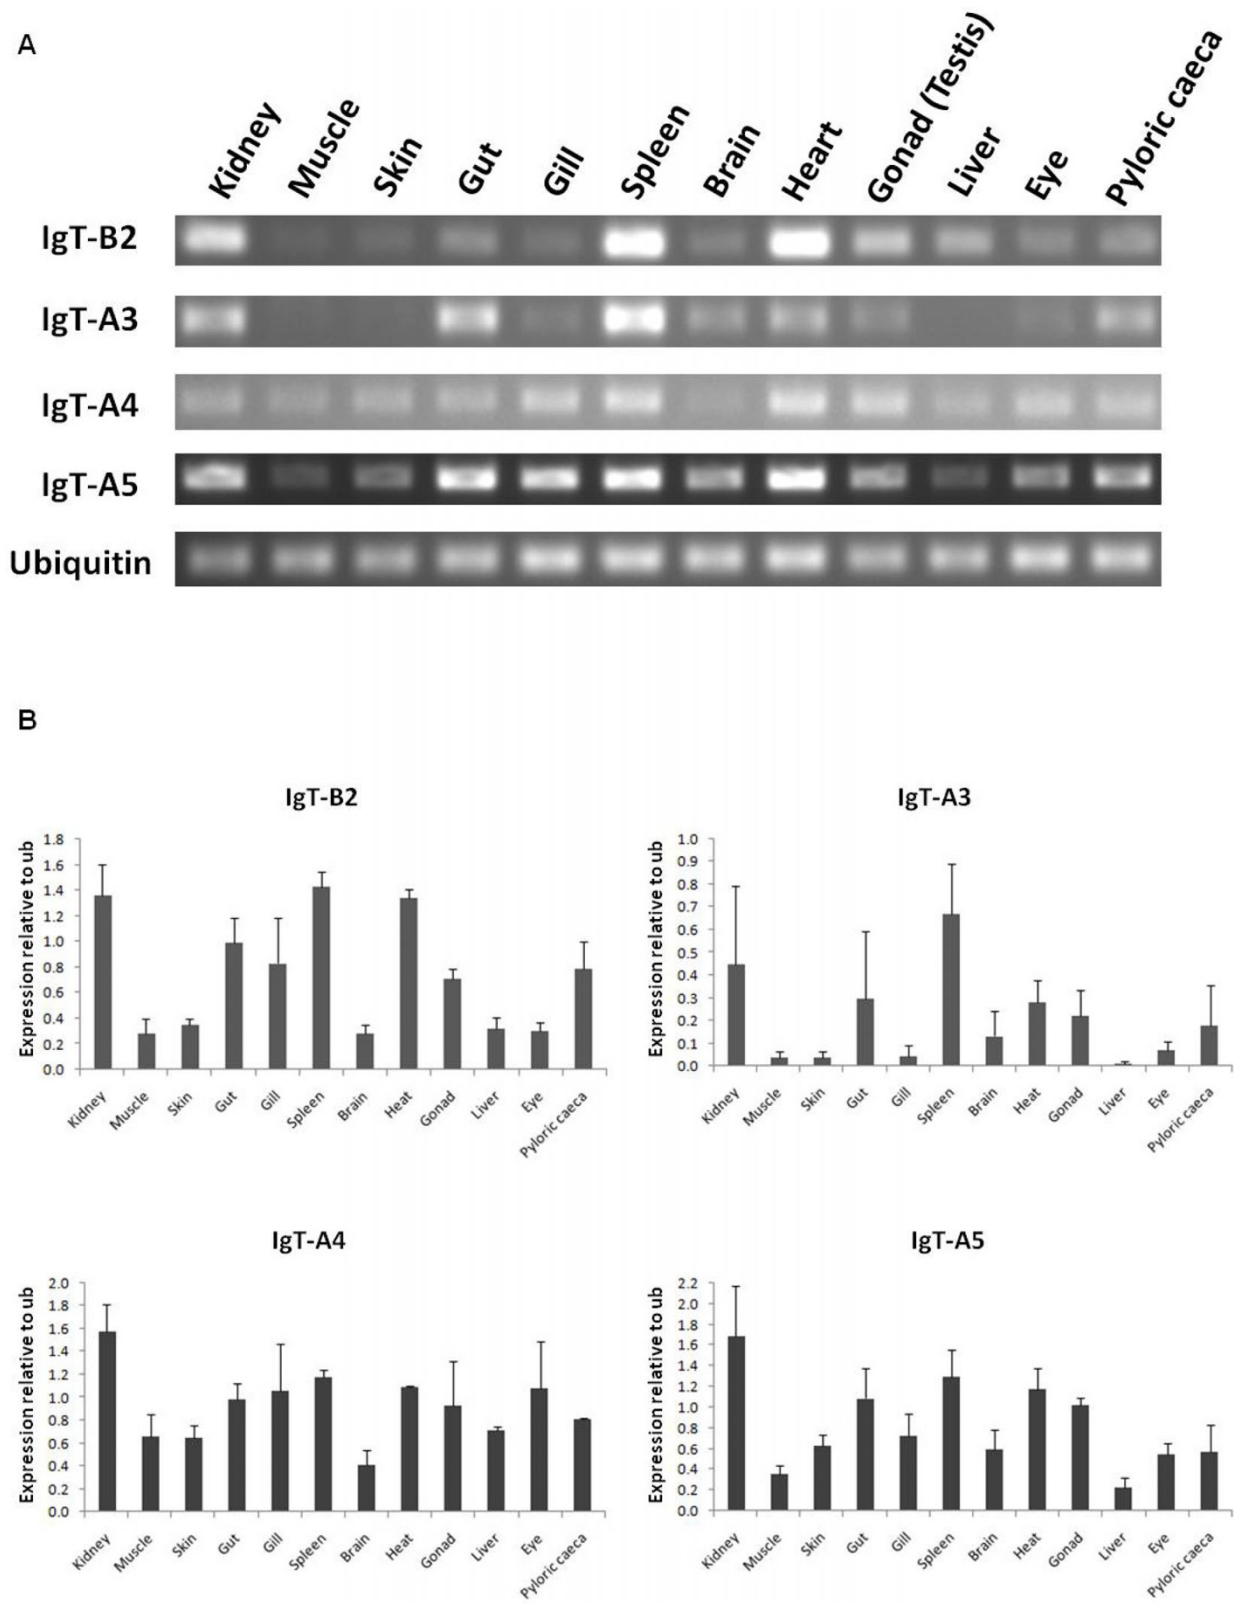 A
Kidney Muscle Skin Gut Gill Spleen Brain Heart Gonad (Testis) Liver Eye Pyloric caeca
IgT-B2
IgT-A3
IgT-A4
IgT-A5
Ubiquitin
B
IgT-B2
Expression relative to ub
1.8
1.6
1.4
1.2
1.0
0.8
0.6
0.4
0.2
0.0
Kidney Muscle Skin Gut Gill Spleen Brain Heat Gonad Liver Eye Pyloric caeca
IgT-A3
Expression relative to ub
1.0
0.9
0.8
0.7
0.6
0.5
0.4
0.3
0.2
0.1
0.0
Kidney Muscle Skin Gut Gill Spleen Brain Heat Gonad Liver Eye Pyloric caeca
IgT-A4
Expression relative to ub
2.0
1.8
1.6
1.4
1.2
1.0
0.8
0.6
0.4
0.2
0.0
Kidney Muscle Skin Gut Gill Spleen Brain Heat Gonad Liver Eye Pyloric caeca
IgT-A5
Expression relative to ub
2.2
2.0
1.8
1.6
1.4
1.2
1.0
0.8
0.6
0.4
0.2
0.0
Kidney Muscle Skin Gut Gill Spleen Brain Heat Gonad Liver Eye Pyloric caeca